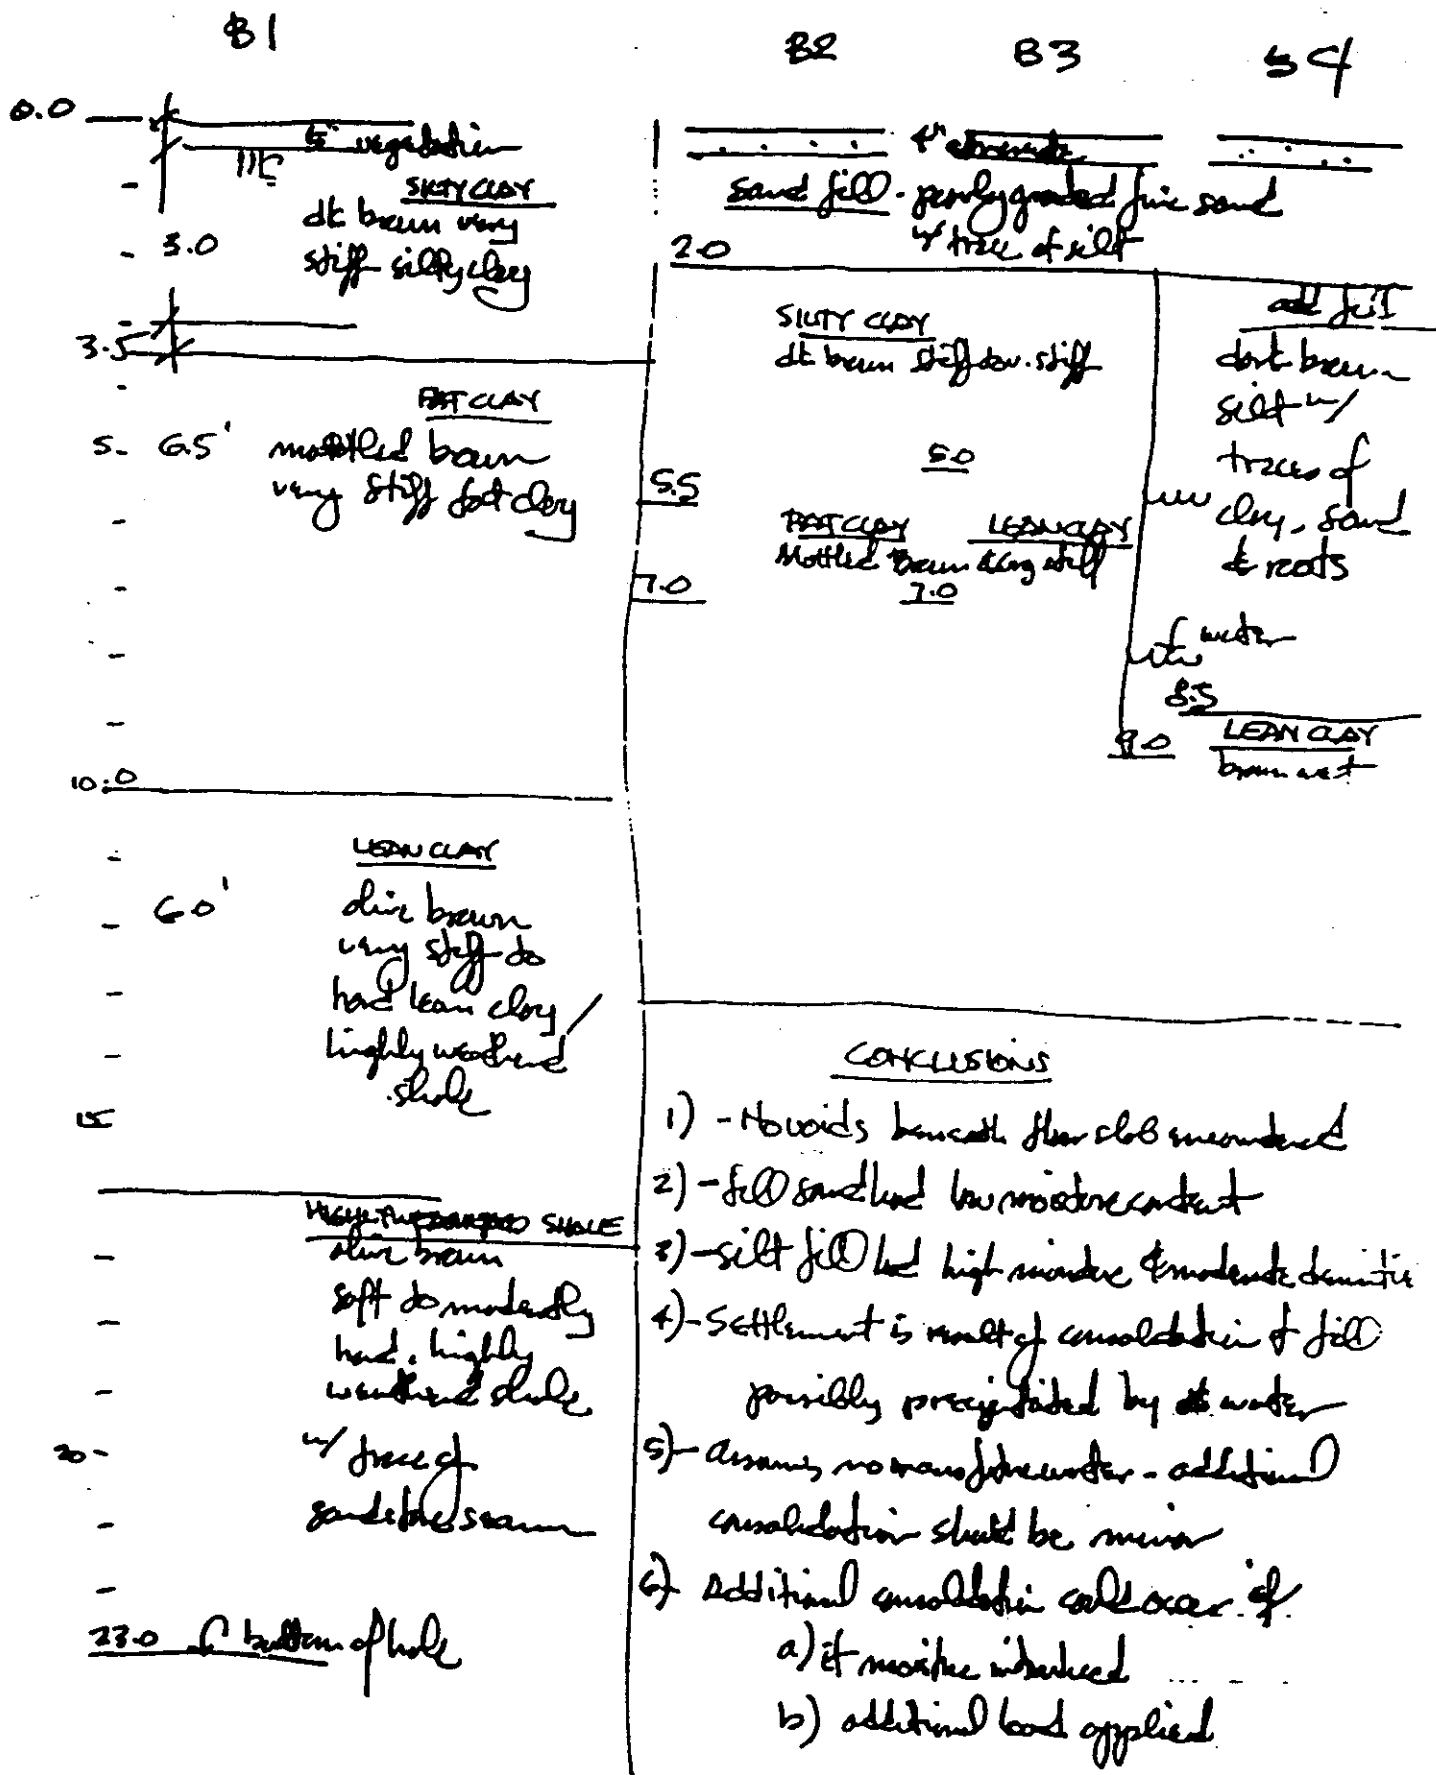 B1
0.0
vegetation
SILTY CLAY
dk brown very
3.0
stiff silty clay
3.5
FAT CLAY
5- 6.5' mottled brown
very stiff fat clay
10.0
LEAN CLAY
6.0' olive brown
very stiff to
hard lean clay/
highly weathered
shale
15
HIGHLY WEATHERED SHALE
olive brown
soft to moderately
hard, highly
weathered shale
20- w/ trace of
sandstone seams
23.0 bottom of hole
B2 B3 B4
4" concrete
sand fill - poorly graded fine sand
w/ trace of silt
2.0
SILTY CLAY
dk brown stiff to v. stiff
5.0
5.5
FAT CLAY LEAN CLAY
Mottled Brown very stiff
7.0 7.0
9.0
old fill
dark brown
silt w/
traces of
clay, sand
& roots
water
8.5
LEAN CLAY
brown wet
CONCLUSIONS
1) - No voids beneath floor slab encountered
2) - fill sand had low moisture content
3) - silt fill had high moisture & moderate densities
4) - Settlement is result of consolidation of fill
possibly precipitated by water
5) - Assumes no more future water - additional
consolidation should be minor
6) Additional consolidation could occur if
a) if moisture introduced
b) additional load applied